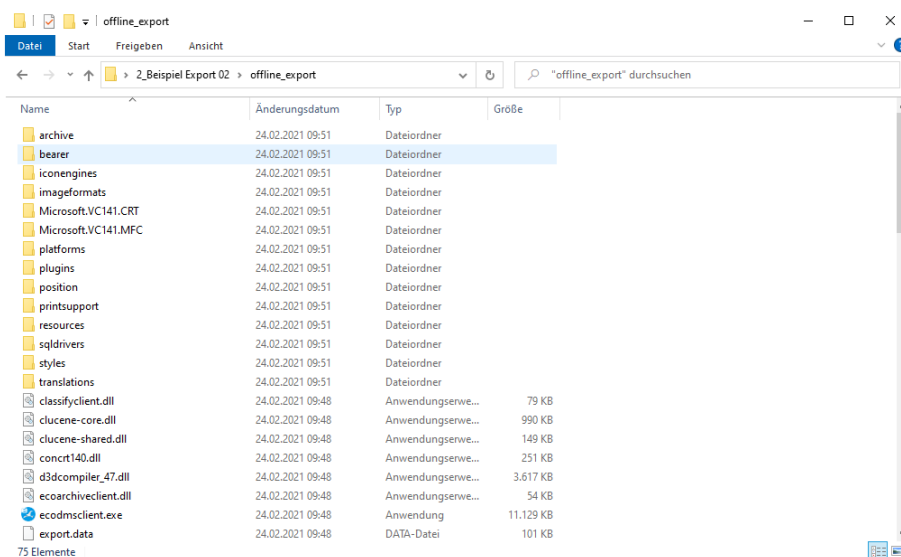 offline_export
Datei Start Freigeben Ansicht
2_Beispiel Export 02 › offline_export
"offline_export" durchsuchen
Name Änderungsdatum Typ Größe
archive 24.02.2021 09:51 Dateiordner
bearer 24.02.2021 09:51 Dateiordner
iconengines 24.02.2021 09:51 Dateiordner
imageformats 24.02.2021 09:51 Dateiordner
Microsoft.VC141.CRT 24.02.2021 09:51 Dateiordner
Microsoft.VC141.MFC 24.02.2021 09:51 Dateiordner
platforms 24.02.2021 09:51 Dateiordner
plugins 24.02.2021 09:51 Dateiordner
position 24.02.2021 09:51 Dateiordner
printsupport 24.02.2021 09:51 Dateiordner
resources 24.02.2021 09:51 Dateiordner
sqldrivers 24.02.2021 09:51 Dateiordner
styles 24.02.2021 09:51 Dateiordner
translations 24.02.2021 09:51 Dateiordner
classifyclient.dll 24.02.2021 09:48 Anwendungserwe... 79 KB
clucene-core.dll 24.02.2021 09:48 Anwendungserwe... 990 KB
clucene-shared.dll 24.02.2021 09:48 Anwendungserwe... 149 KB
concrt140.dll 24.02.2021 09:48 Anwendungserwe... 251 KB
d3dcompiler_47.dll 24.02.2021 09:48 Anwendungserwe... 3.617 KB
ecoarchiveclient.dll 24.02.2021 09:48 Anwendungserwe... 54 KB
ecodmsclient.exe 24.02.2021 09:48 Anwendung 11.129 KB
export.data 24.02.2021 09:48 DATA-Datei 101 KB
75 Elemente